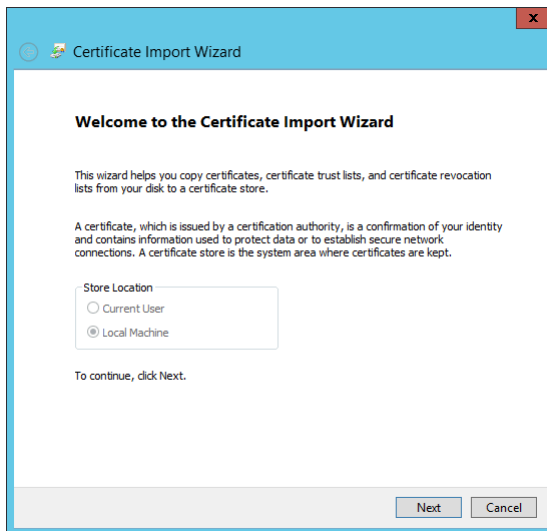 x
Certificate Import Wizard
Welcome to the Certificate Import Wizard
This wizard helps you copy certificates, certificate trust lists, and certificate revocation
lists from your disk to a certificate store.
A certificate, which is issued by a certification authority, is a confirmation of your identity
and contains information used to protect data or to establish secure network
connections. A certificate store is the system area where certificates are kept.
Store Location
Current User
Local Machine
To continue, click Next.
Next Cancel